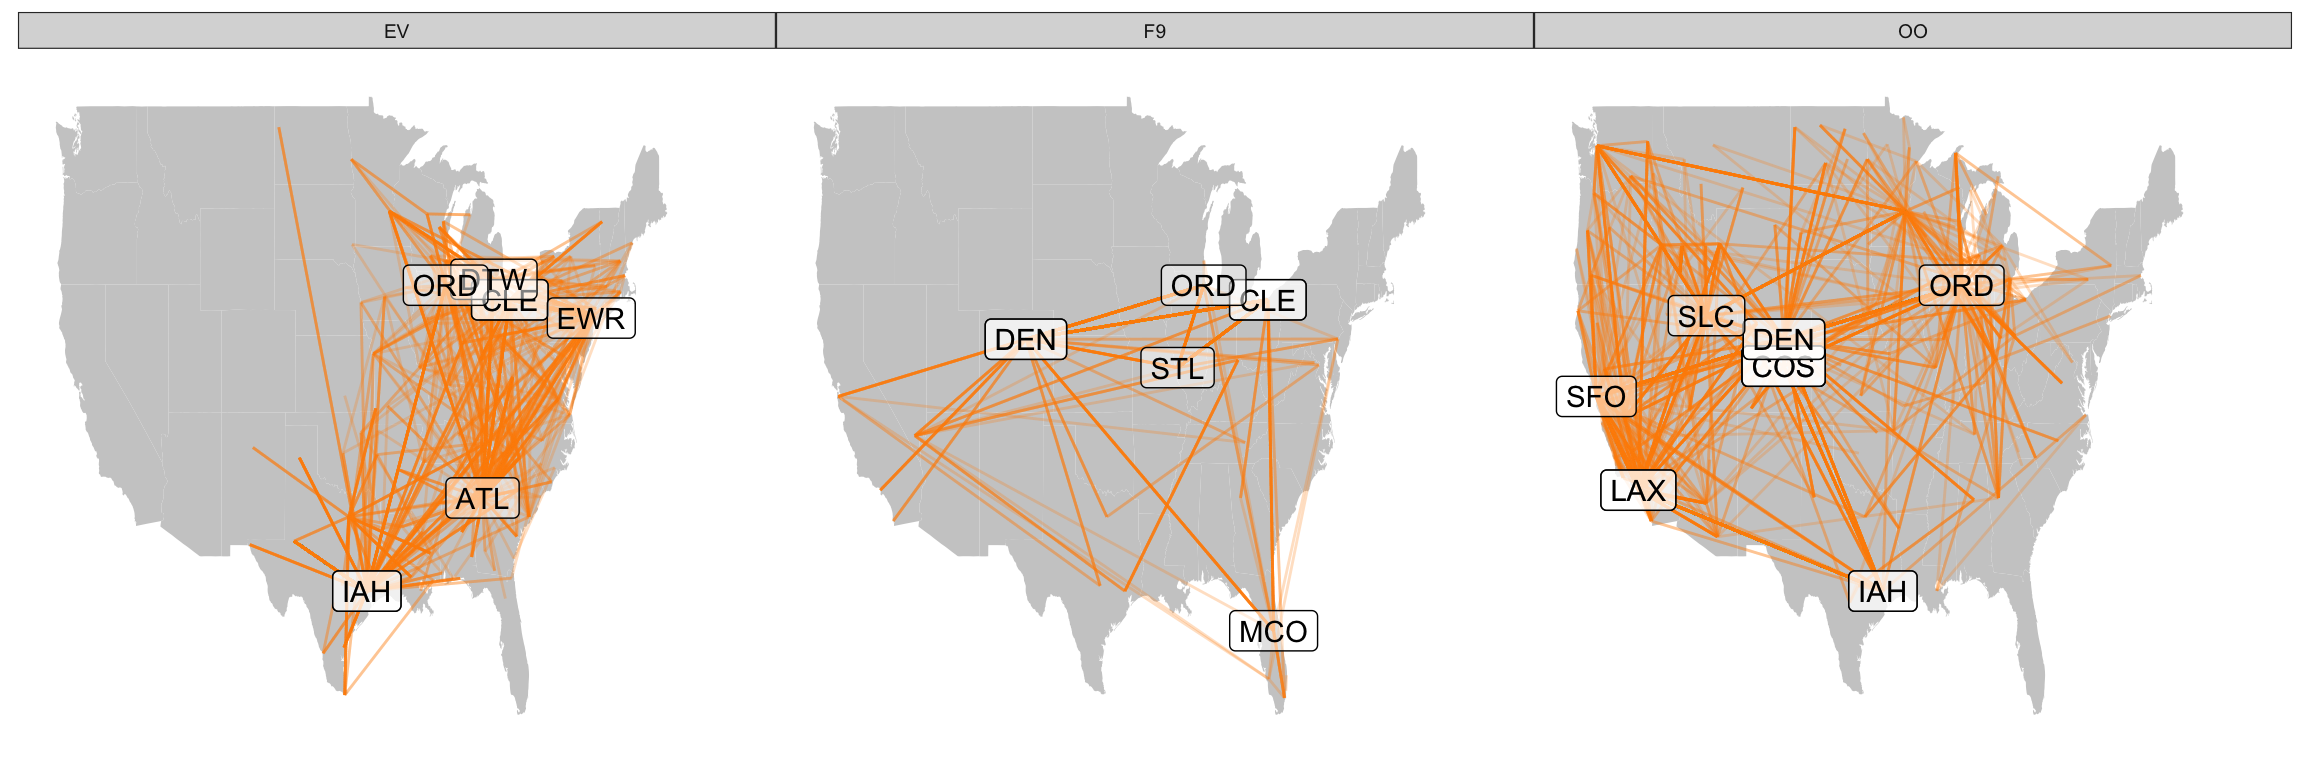 EV
F9
OO
ORD
DTW
CLE
EWR
ATL
IAH
ORD
CLE
DEN
STL
MCO
ORD
SLC
DEN
COS
SFO
LAX
IAH